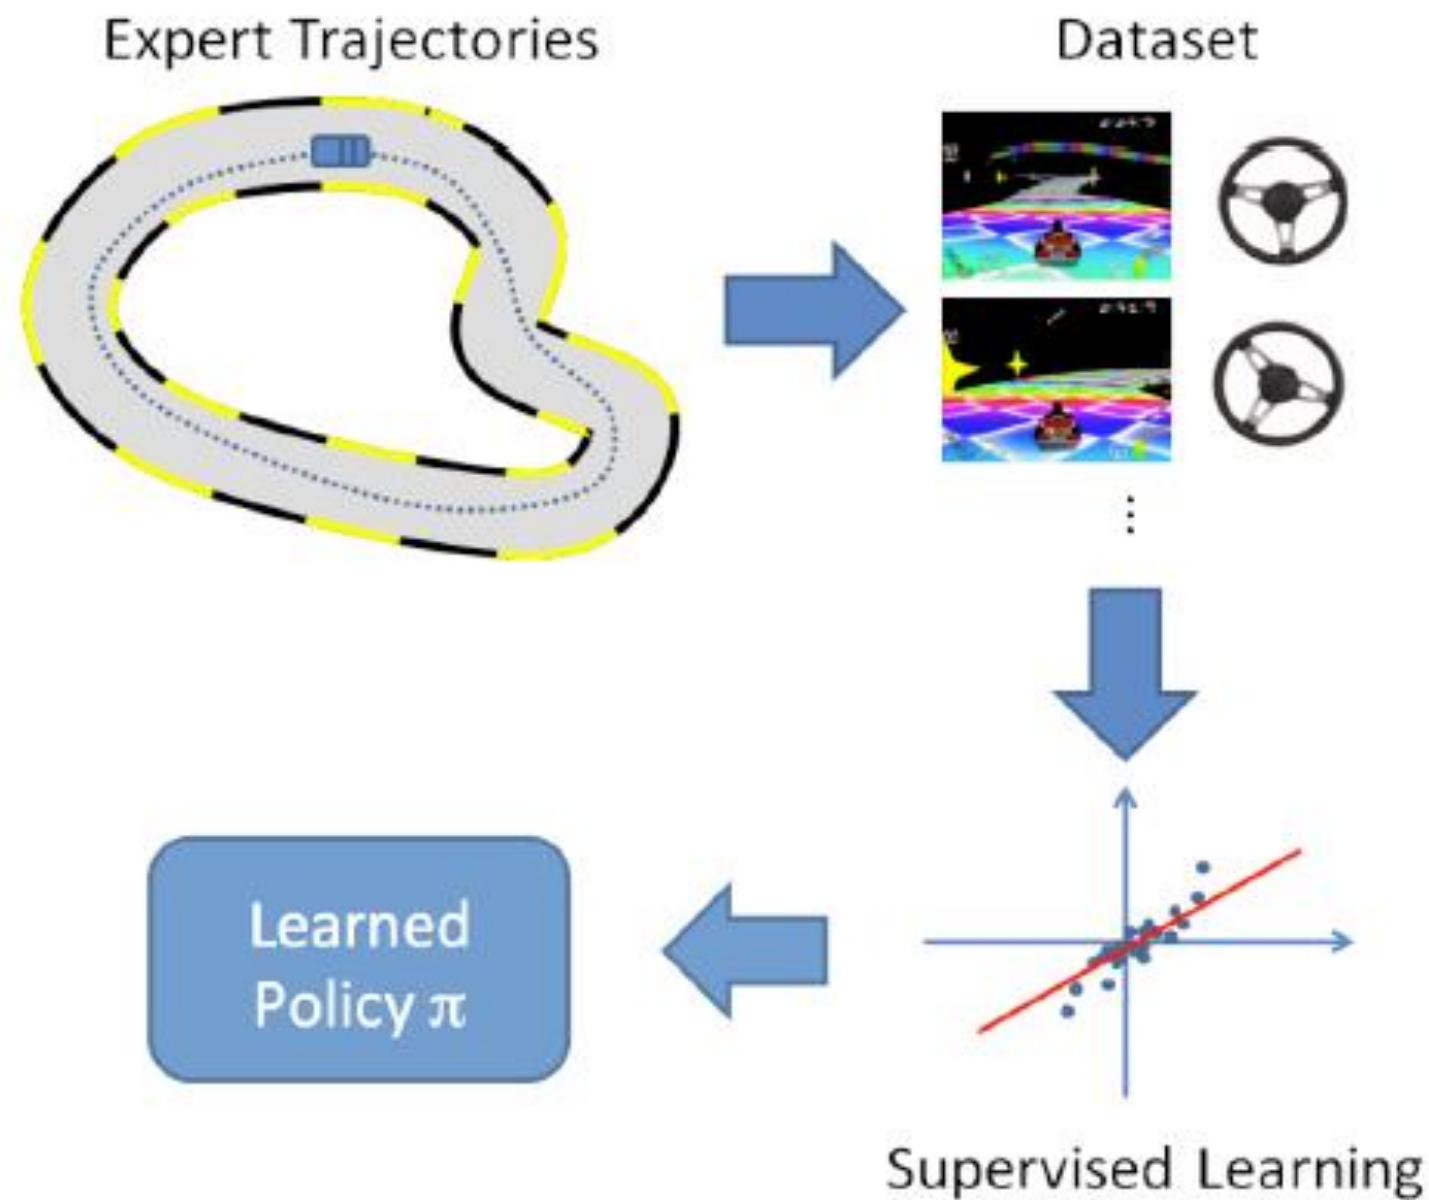 Expert Trajectories
Dataset
Learned
Policy π
Supervised Learning